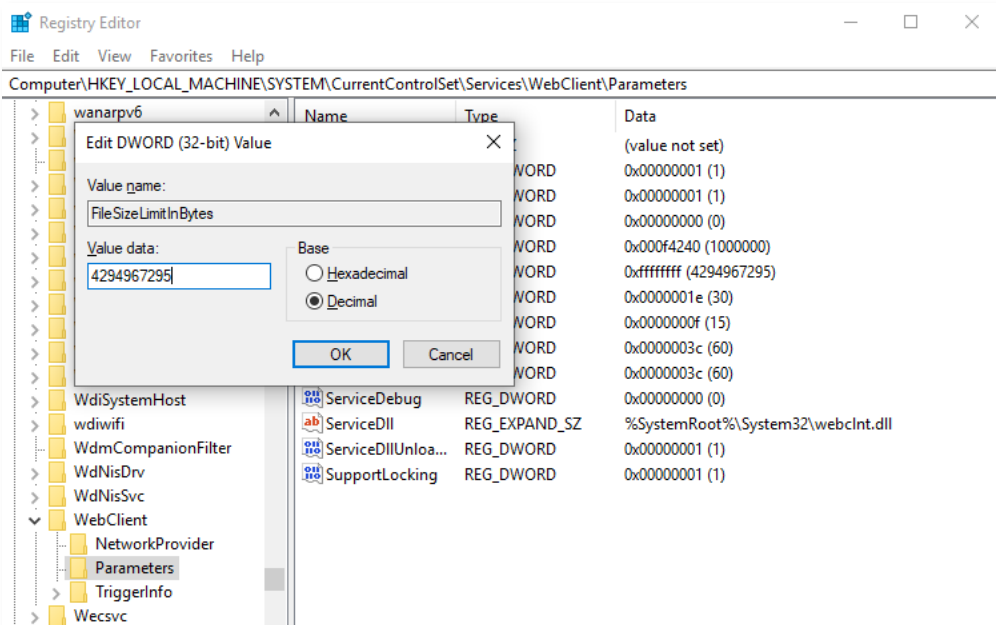 Registry Editor
File Edit View Favorites Help
Computer\HKEY_LOCAL_MACHINE\SYSTEM\CurrentControlSet\Services\WebClient\Parameters
wanarpv6
WdiSystemHost
wdiwifi
WdmCompanionFilter
WdNisDrv
WdNisSvc
WebClient
NetworkProvider
Parameters
TriggerInfo
Wecsvc
Edit DWORD (32-bit) Value
Value name:
FileSizeLimitInBytes
Value data:
4294967295
Base
Hexadecimal
Decimal
OK Cancel
Name Type Data
(value not set)
WORD 0x00000001 (1)
WORD 0x00000001 (1)
WORD 0x00000000 (0)
WORD 0x000f4240 (1000000)
WORD 0xffffffff (4294967295)
WORD 0x0000001e (30)
WORD 0x0000000f (15)
WORD 0x0000003c (60)
WORD 0x0000003c (60)
ServiceDebug REG_DWORD 0x00000000 (0)
ServiceDll REG_EXPAND_SZ %SystemRoot%\System32\webclnt.dll
ServiceDllUnloa... REG_DWORD 0x00000001 (1)
SupportLocking REG_DWORD 0x00000001 (1)